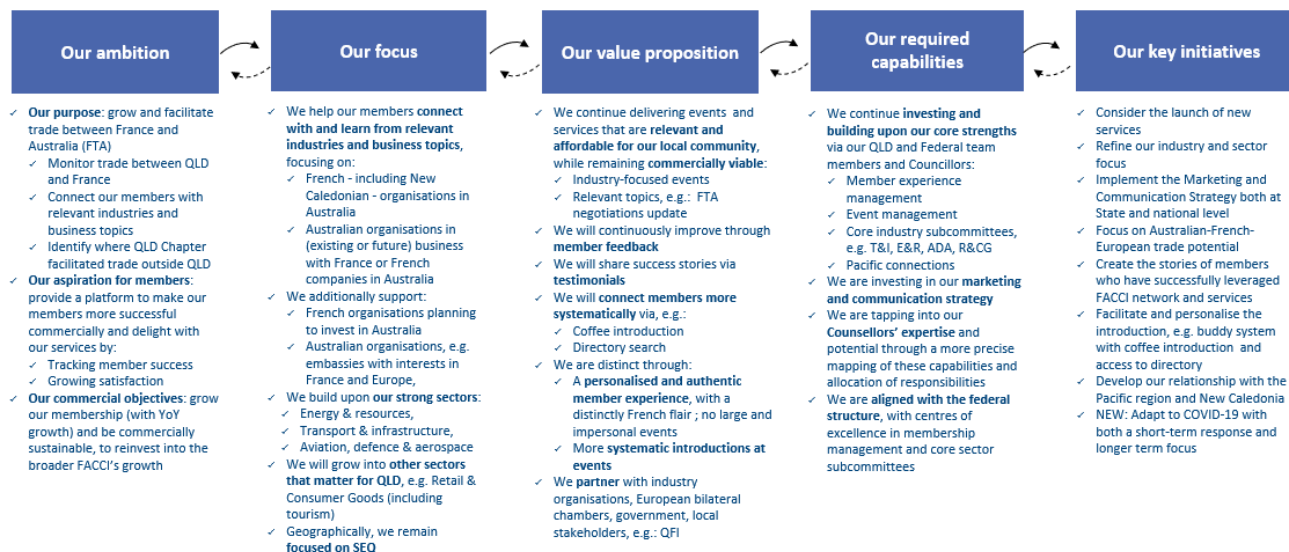 Our ambition
✓ Our purpose: grow and facilitate
trade between France and
Australia (FTA)
✓ Monitor trade between QLD
and France
✓ Connect our members with
relevant industries and
business topics
✓ Identify where QLD Chapter
facilitated trade outside QLD
✓ Our aspiration for members:
provide a platform to make our
members more successful
commercially and delight with
our services by:
✓ Tracking member success
✓ Growing satisfaction
✓ Our commercial objectives: grow
our membership (with YoY
growth) and be commercially
sustainable, to reinvest into the
broader FACCI's growth
Our focus
✓ We help our members connect
with and learn from relevant
industries and business topics,
focusing on:
✓ French - including New
Caledonian - organisations in
Australia
✓ Australian organisations in
(existing or future) business
with France or French
companies in Australia
✓ We additionally support:
✓ French organisations planning
to invest in Australia
✓ Australian organisations, e.g.
embassies with interests in
France and Europe,
✓ We build upon our strong sectors:
✓ Energy & resources,
✓ Transport & infrastructure,
✓ Aviation, defence & aerospace
✓ We will grow into other sectors
that matter for QLD, e.g. Retail &
Consumer Goods (including
tourism)
✓ Geographically, we remain
focused on SEQ
Our value proposition
✓ We continue delivering events and
services that are relevant and
affordable for our local community,
while remaining commercially viable:
✓ Industry-focused events
✓ Relevant topics, e.g.: FTA
negotiations update
✓ We will continuously improve through
member feedback
✓ We will share success stories via
testimonials
✓ We will connect members more
systematically via, e.g.:
✓ Coffee introduction
✓ Directory search
✓ We are distinct through:
✓ A personalised and authentic
member experience, with a
distinctly French flair ; no large and
impersonal events
✓ More systematic introductions at
events
✓ We partner with industry
organisations, European bilateral
chambers, government, local
stakeholders, e.g.: QFI
Our required
capabilities
✓ We continue investing and
building upon our core strengths
via our QLD and Federal team
members and Councillors:
✓ Member experience
management
✓ Event management
✓ Core industry subcommittees,
e.g. T&I, E&R, ADA, R&CG
✓ Pacific connections
✓ We are investing in our marketing
and communication strategy
✓ We are tapping into our
Counsellors' expertise and
potential through a more precise
mapping of these capabilities and
allocation of responsibilities
✓ We are aligned with the federal
structure, with centres of
excellence in membership
management and core sector
subcommittees
Our key initiatives
✓ Consider the launch of new
services
✓ Refine our industry and sector
focus
✓ Implement the Marketing and
Communication Strategy both at
State and national level
✓ Focus on Australian-French-
European trade potential
✓ Create the stories of members
who have successfully leveraged
FACCI network and services
✓ Facilitate and personalise the
introduction, e.g. buddy system
with coffee introduction and
access to directory
✓ Develop our relationship with the
Pacific region and New Caledonia
✓ NEW: Adapt to COVID-19 with
both a short-term response and
longer term focus